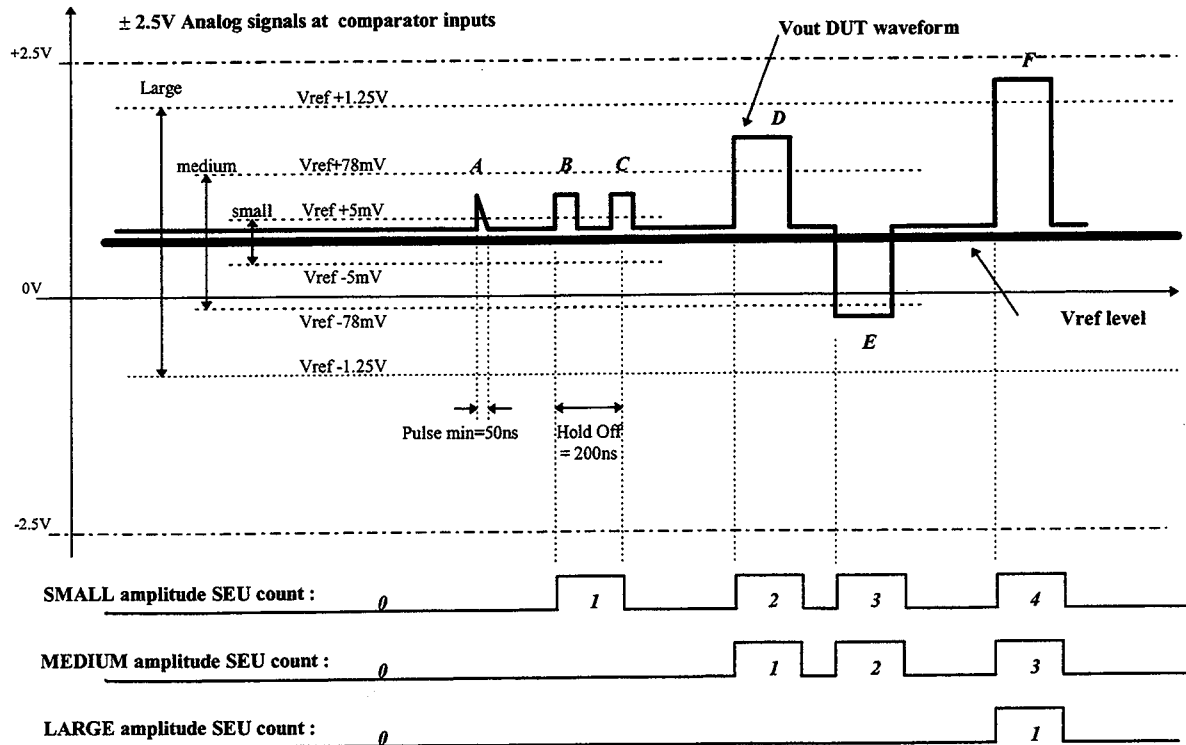 ± 2.5V Analog signals at comparator inputs
Vout DUT waveform
+2.5V
F
Large
Vref +1.25V
D
medium
Vref+78mV
A
B
C
small
Vref +5mV
Vref -5mV
0V
Vref -78mV
Vref level
E
Vref -1.25V
Pulse min=50ns
Hold Off
= 200ns
-2.5V
SMALL amplitude SEU count : 0 1 2 3 4
MEDIUM amplitude SEU count : 0 1 2 3
LARGE amplitude SEU count : 0 1